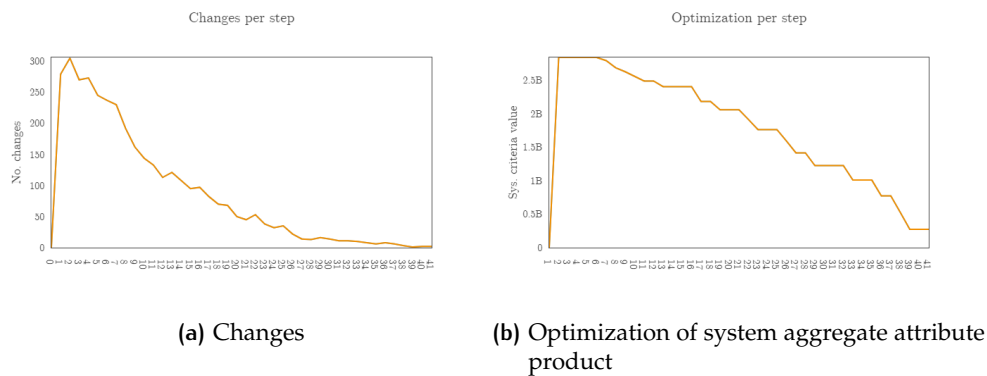 Changes per step
No. changes
300
250
200
150
100
50
0
0 1 2 3 4 5 6 7 8 9 10 11 12 13 14 15 16 17 18 19 20 21 22 23 24 25 26 27 28 29 30 31 32 33 34 35 36 37 38 39 40 41
(a) Changes
Optimization per step
Sys. criteria value
2.5B
2B
1.5B
1B
0.5B
0
1 2 3 4 5 6 7 8 9 10 11 12 13 14 15 16 17 18 19 20 21 22 23 24 25 26 27 28 29 30 31 32 33 34 35 36 37 38 39 40 41
(b) Optimization of system aggregate attribute
product